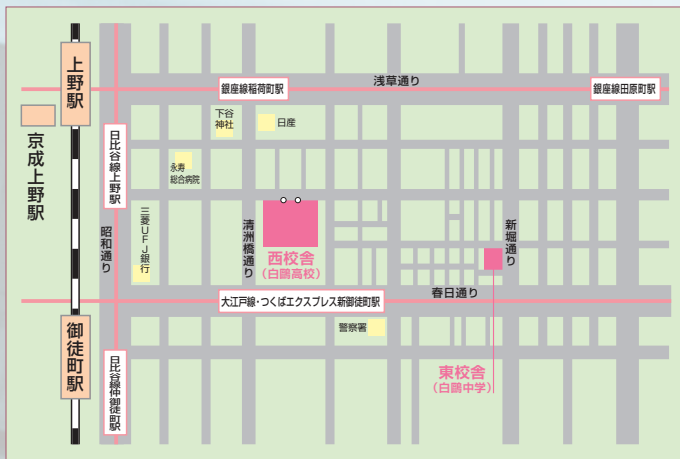 上野駅
京成上野駅
日比谷線上野駅
昭和通り
三菱UFJ銀行
永寿
総合病院
下谷
神社
日産
銀座線稲荷町駅
浅草通り
銀座線田原町駅
清洲橋通り
西校舎
(白鷗高校)
新堀通り
春日通り
大江戸線・つくばエクスプレス新御徒町駅
警察署
東校舎
(白鷗中学)
御徒町駅
日比谷線仲御徒町駅